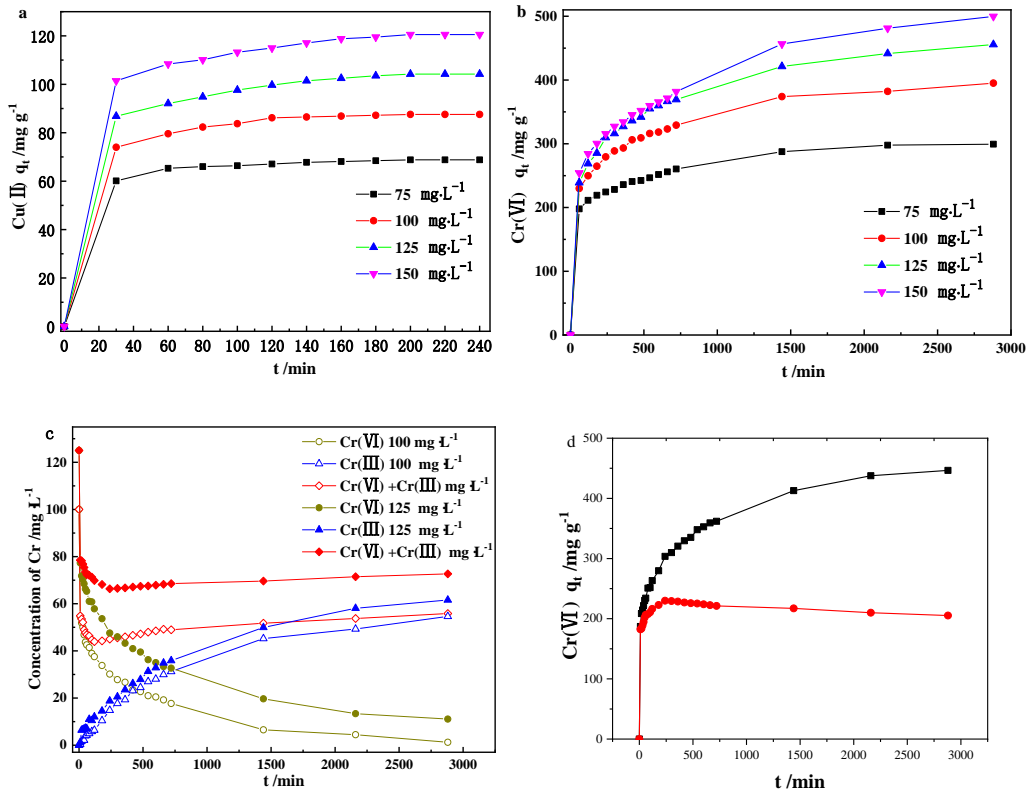 a
Cu(Ⅱ) qt /mg g-1
120
100
80
60
40
20
0
75 mg·L-1
100 mg·L-1
125 mg·L-1
150 mg·L-1
0 20 40 60 80 100 120 140 160 180 200 220 240
t /min
b
Cr(Ⅵ) qt /mg g-1
500
400
300
200
100
0
75 mg·L-1
100 mg·L-1
125 mg·L-1
150 mg·L-1
0 500 1000 1500 2000 2500 3000
t /min
c
Concentration of Cr /mg·L-1
120
100
80
60
40
20
0
Cr(Ⅵ) 100 mg·L-1
Cr(Ⅲ) 100 mg·L-1
Cr(Ⅵ) +Cr(Ⅲ) mg·L-1
Cr(Ⅵ) 125 mg·L-1
Cr(Ⅲ) 125 mg·L-1
Cr(Ⅵ) +Cr(Ⅲ) mg·L-1
0 500 1000 1500 2000 2500 3000
t /min
d
Cr(Ⅵ) qt /mg g-1
500
450
400
300
200
100
0
0 500 1000 1500 2000 2500 3000
t /min